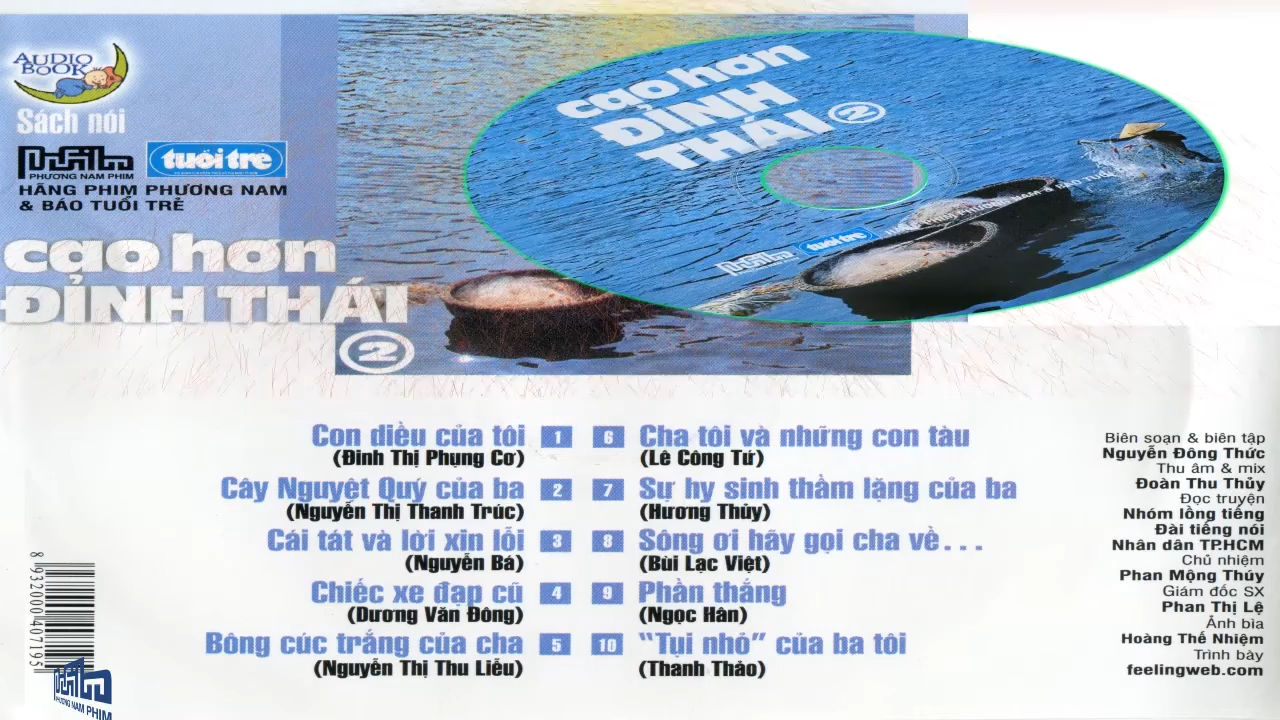 AUDIO
BOOK
Sách nói
PHƯƠNG NAM PHIM
tuổi trẻ
HÃNG PHIM PHƯƠNG NAM
& BÁO TUỔI TRẺ
cao hơn
ĐỈNH THÁI
2
cao hơn
ĐỈNH
THÁI 2
tuổi trẻ
Con diều của tôi 1
(Đinh Thị Phụng Cơ)
Cây Nguyệt Quý của ba 2
(Nguyễn Thị Thanh Trúc)
Cái tát và lời xin lỗi 3
(Nguyễn Bá)
Chiếc xe đạp cũ 4
(Dương Văn Đông)
Bông cúc trắng của cha 5
(Nguyễn Thị Thu Liễu)
6 Cha tôi và những con tàu
(Lê Công Tứ)
7 Sự hy sinh thầm lặng của ba
(Hương Thủy)
8 Sông ơi hãy gọi cha về...
(Bùi Lạc Việt)
9 Phần thắng
(Ngọc Hân)
10 “Tụi nhỏ” của ba tôi
(Thanh Thảo)
Biên soạn & biên tập
Nguyễn Đông Thức
Thu âm & mix
Đoàn Thu Thủy
Đọc truyện
Nhóm lồng tiếng
Đài tiếng nói
Nhân dân TP.HCM
Chủ nhiệm
Phan Mộng Thúy
Giám đốc SX
Phan Thị Lệ
Ảnh bìa
Hoàng Thế Nhiệm
Trình bày
feelingweb.com
8 932000 407195
PHƯƠNG NAM PHIM